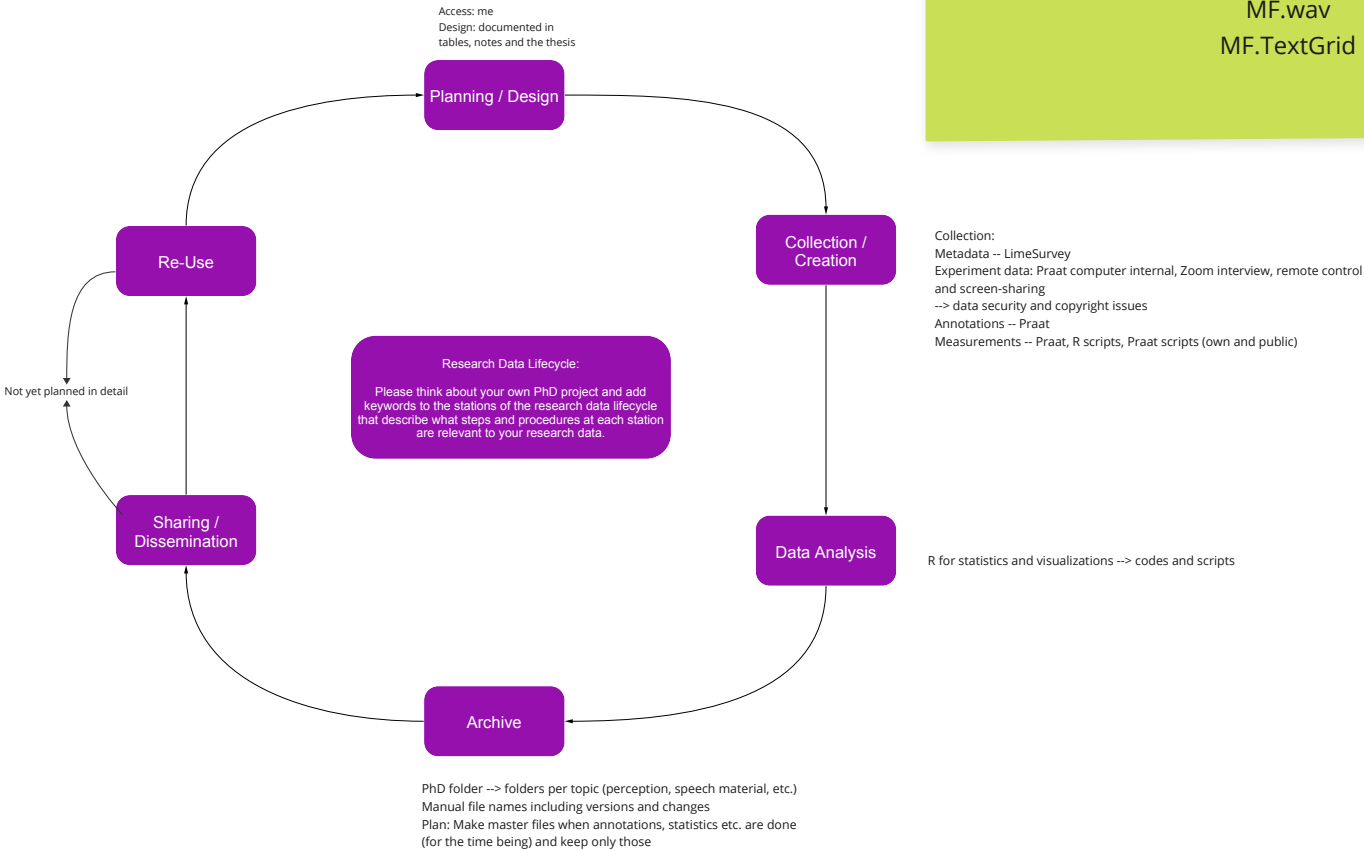 Access: me
Design: documented in
tables, notes and the thesis
MF.wav
MF.TextGrid
Planning / Design
Collection /
Creation
Collection:
Metadata -- LimeSurvey
Experiment data: Praat computer internal, Zoom interview, remote control
and screen-sharing
--> data security and copyright issues
Annotations -- Praat
Measurements -- Praat, R scripts, Praat scripts (own and public)
Re-Use
Not yet planned in detail
Research Data Lifecycle:
Please think about your own PhD project and add
keywords to the stations of the research data lifecycle
that describe what steps and procedures at each station
are relevant to your research data.
Sharing /
Dissemination
Data Analysis
R for statistics and visualizations --> codes and scripts
Archive
PhD folder --> folders per topic (perception, speech material, etc.)
Manual file names including versions and changes
Plan: Make master files when annotations, statistics etc. are done
(for the time being) and keep only those